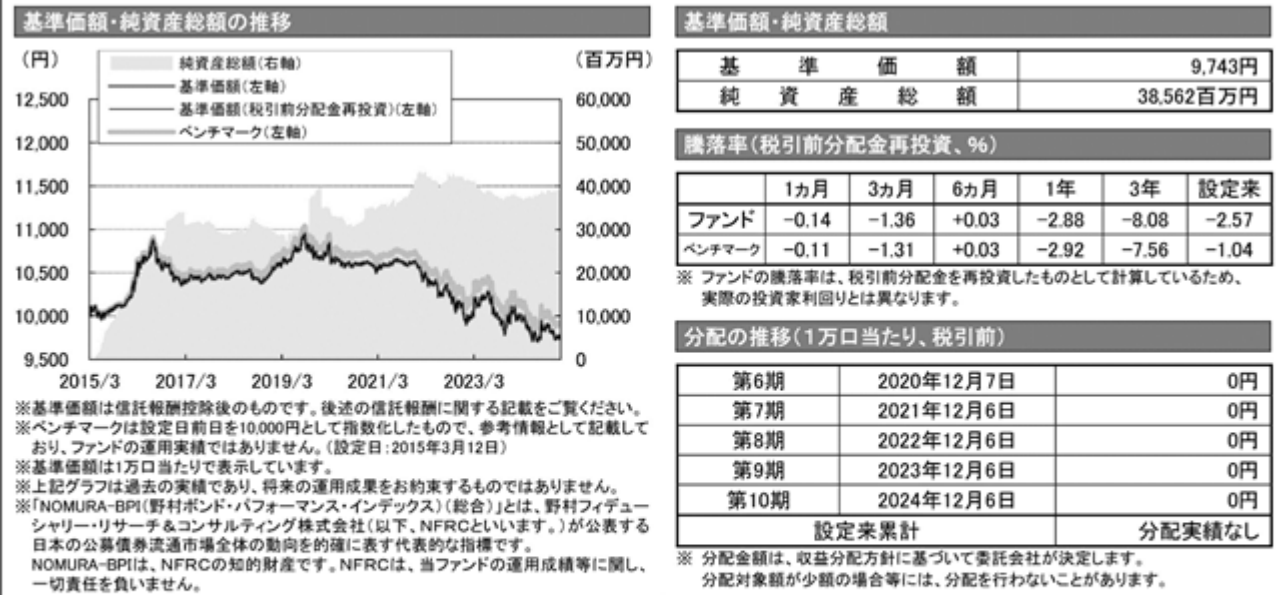 基準価額・純資産総額の推移
(円)
(百万円)
純資産総額(右軸)
基準価額(左軸)
基準価額(税引前分配金再投資)(左軸)
ベンチマーク(左軸)
12,500
12,000
11,500
11,000
10,500
10,000
9,500
60,000
50,000
40,000
30,000
20,000
10,000
0
2015/3 2017/3 2019/3 2021/3 2023/3
※基準価額は信託報酬控除後のものです。後述の信託報酬に関する記載をご覧ください。
※ベンチマークは設定日前日を10,000円として指数化したもので、参考情報として記載して
おり、ファンドの運用実績ではありません。(設定日:2015年3月12日)
※基準価額は1万口当たりで表示しています。
※上記グラフは過去の実績であり、将来の運用成果をお約束するものではありません。
※「NOMURA-BPI(野村ボンド・パフォーマンス・インデックス)(総合)」とは、野村フィデュー
シャリー・リサーチ&コンサルティング株式会社(以下、NFRCといいます。)が公表する
日本の公募債券流通市場全体の動向を的確に表す代表的な指標です。
NOMURA-BPIは、NFRCの知的財産です。NFRCは、当ファンドの運用成績等に関し、
一切責任を負いません。
基準価額・純資産総額
基準価額 9,743円
純資産総額 38,562百万円
騰落率(税引前分配金再投資、%)
1ヵ月 3ヵ月 6ヵ月 1年 3年 設定来
ファンド -0.14 -1.36 +0.03 -2.88 -8.08 -2.57
ベンチマーク -0.11 -1.31 +0.03 -2.92 -7.56 -1.04
※ ファンドの騰落率は、税引前分配金を再投資したものとして計算しているため、
実際の投資家利回りとは異なります。
分配の推移(1万口当たり、税引前)
第6期 2020年12月7日 0円
第7期 2021年12月6日 0円
第8期 2022年12月6日 0円
第9期 2023年12月6日 0円
第10期 2024年12月6日 0円
設定来累計 分配実績なし
※ 分配金額は、収益分配方針に基づいて委託会社が決定します。
分配対象額が少額の場合等には、分配を行わないことがあります。